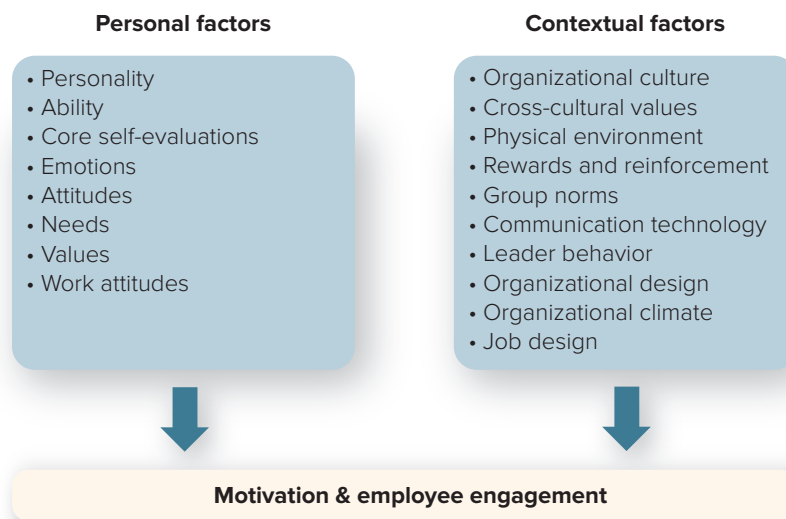 Personal factors
• Personality
• Ability
• Core self-evaluations
• Emotions
• Attitudes
• Needs
• Values
• Work attitudes
Contextual factors
• Organizational culture
• Cross-cultural values
• Physical environment
• Rewards and reinforcement
• Group norms
• Communication technology
• Leader behavior
• Organizational design
• Organizational climate
• Job design
Motivation & employee engagement